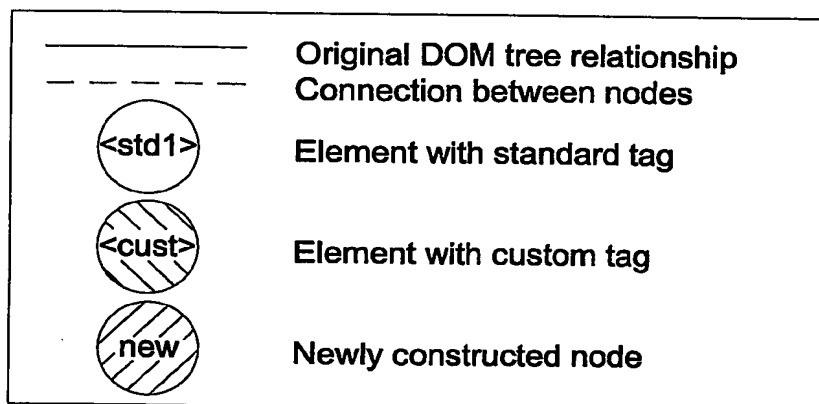 Original DOM tree relationship
Connection between nodes
<std1> Element with standard tag
<cust> Element with custom tag
new Newly constructed node